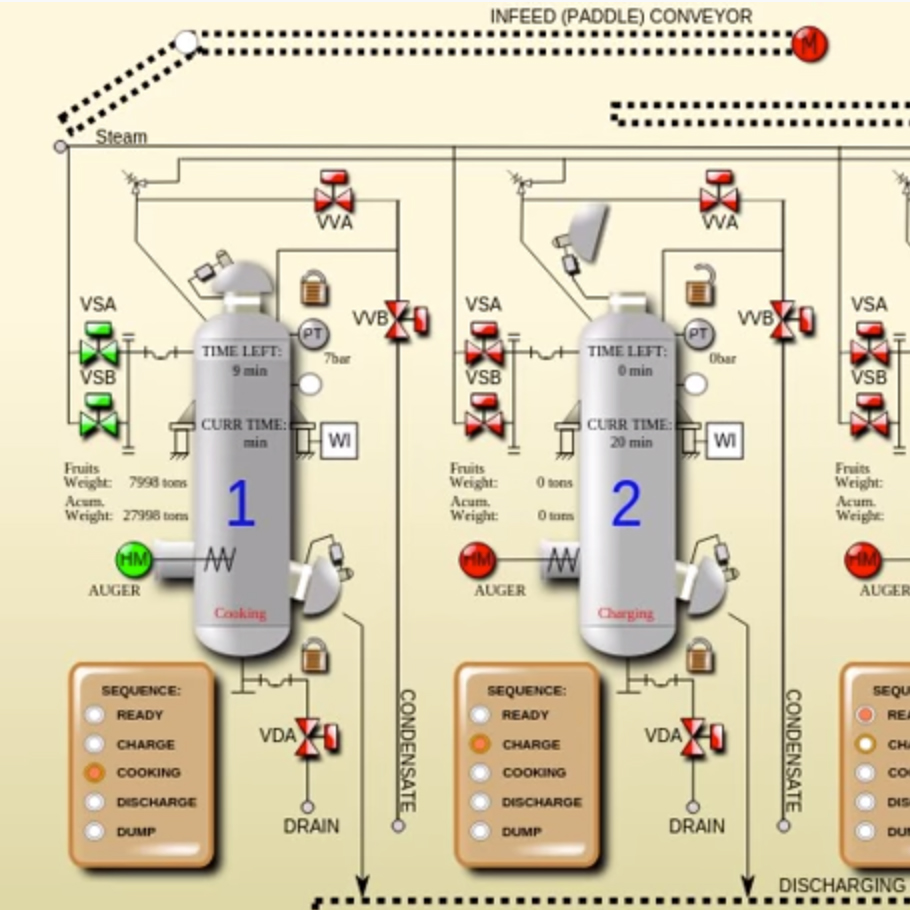 INFEED (PADDLE) CONVEYOR
M
Steam
VVA
VVA
VSA
VVB
VSA
VVB
VSA
PT
PT
TIME LEFT:
7bar
TIME LEFT:
0bar
9 min
0 min
VSB
VSB
VSB
CURR TIME:
CURR TIME:
min
WI
20 min
WI
Fruits
Weight: 7998 tons
Fruits
Weight: 0 tons
Fruits
Weight:
Acum.
Weight: 27998 tons
Acum.
Weight: 0 tons
Acum.
Weight:
1
2
HM
HM
HM
AUGER
AUGER
AUGER
Cooking
Charging
SEQUENCE:
READY
CHARGE
COOKING
DISCHARGE
DUMP
VDA
DRAIN
CONDENSATE
SEQUENCE:
READY
CHARGE
COOKING
DISCHARGE
DUMP
VDA
DRAIN
CONDENSATE
SEQU
REA
CHA
COO
DIS
DUM
DISCHARGING